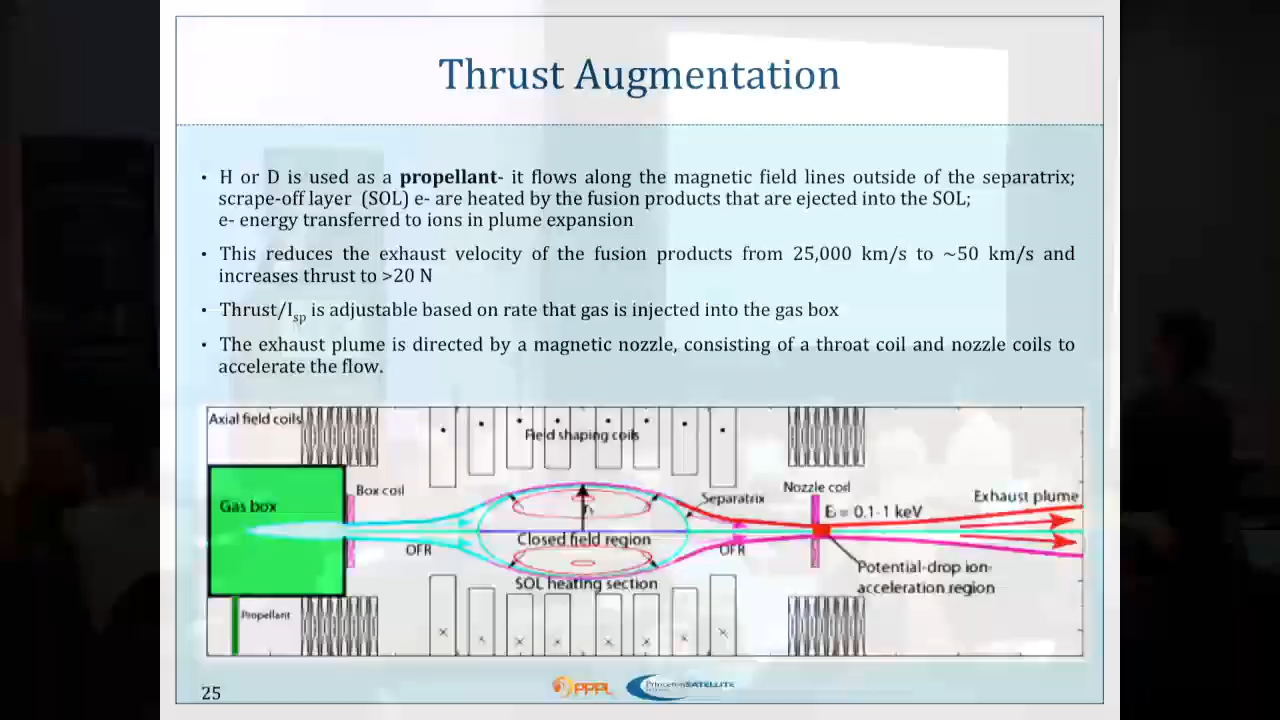 Thrust Augmentation
• H or D is used as a propellant- it flows along the magnetic field lines outside of the separatrix;
scrape-off layer (SOL) e- are heated by the fusion products that are ejected into the SOL;
e- energy transferred to ions in plume expansion
• This reduces the exhaust velocity of the fusion products from 25,000 km/s to ~50 km/s and
increases thrust to >20 N
• Thrust/Isp is adjustable based on rate that gas is injected into the gas box
• The exhaust plume is directed by a magnetic nozzle, consisting of a throat coil and nozzle coils to
accelerate the flow.
Axial field coils
Field shaping coils
Gas box
Box coil
Separatrix
Nozzle coil
Exhaust plume
Eᵢ = 0.1-1 keV
OFR
Closed field region
OFR
SOL heating section
Potential-drop ion-
acceleration region
Propellant
25
PPPL
Princeton SATELLITE